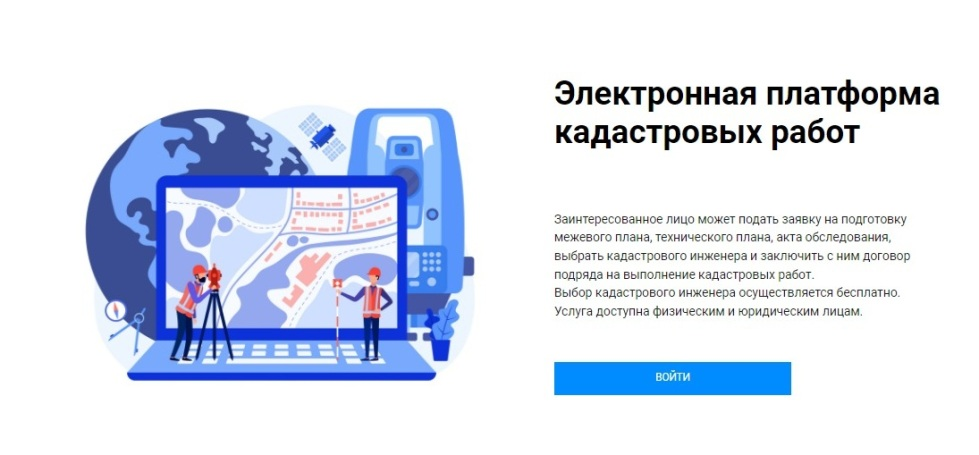 Электронная платформа
кадастровых работ
Заинтересованное лицо может подать заявку на подготовку
межевого плана, технического плана, акта обследования,
выбрать кадастрового инженера и заключить с ним договор
подряда на выполнение кадастровых работ.
Выбор кадастрового инженера осуществляется бесплатно.
Услуга доступна физическим и юридическим лицам.
ВОЙТИ